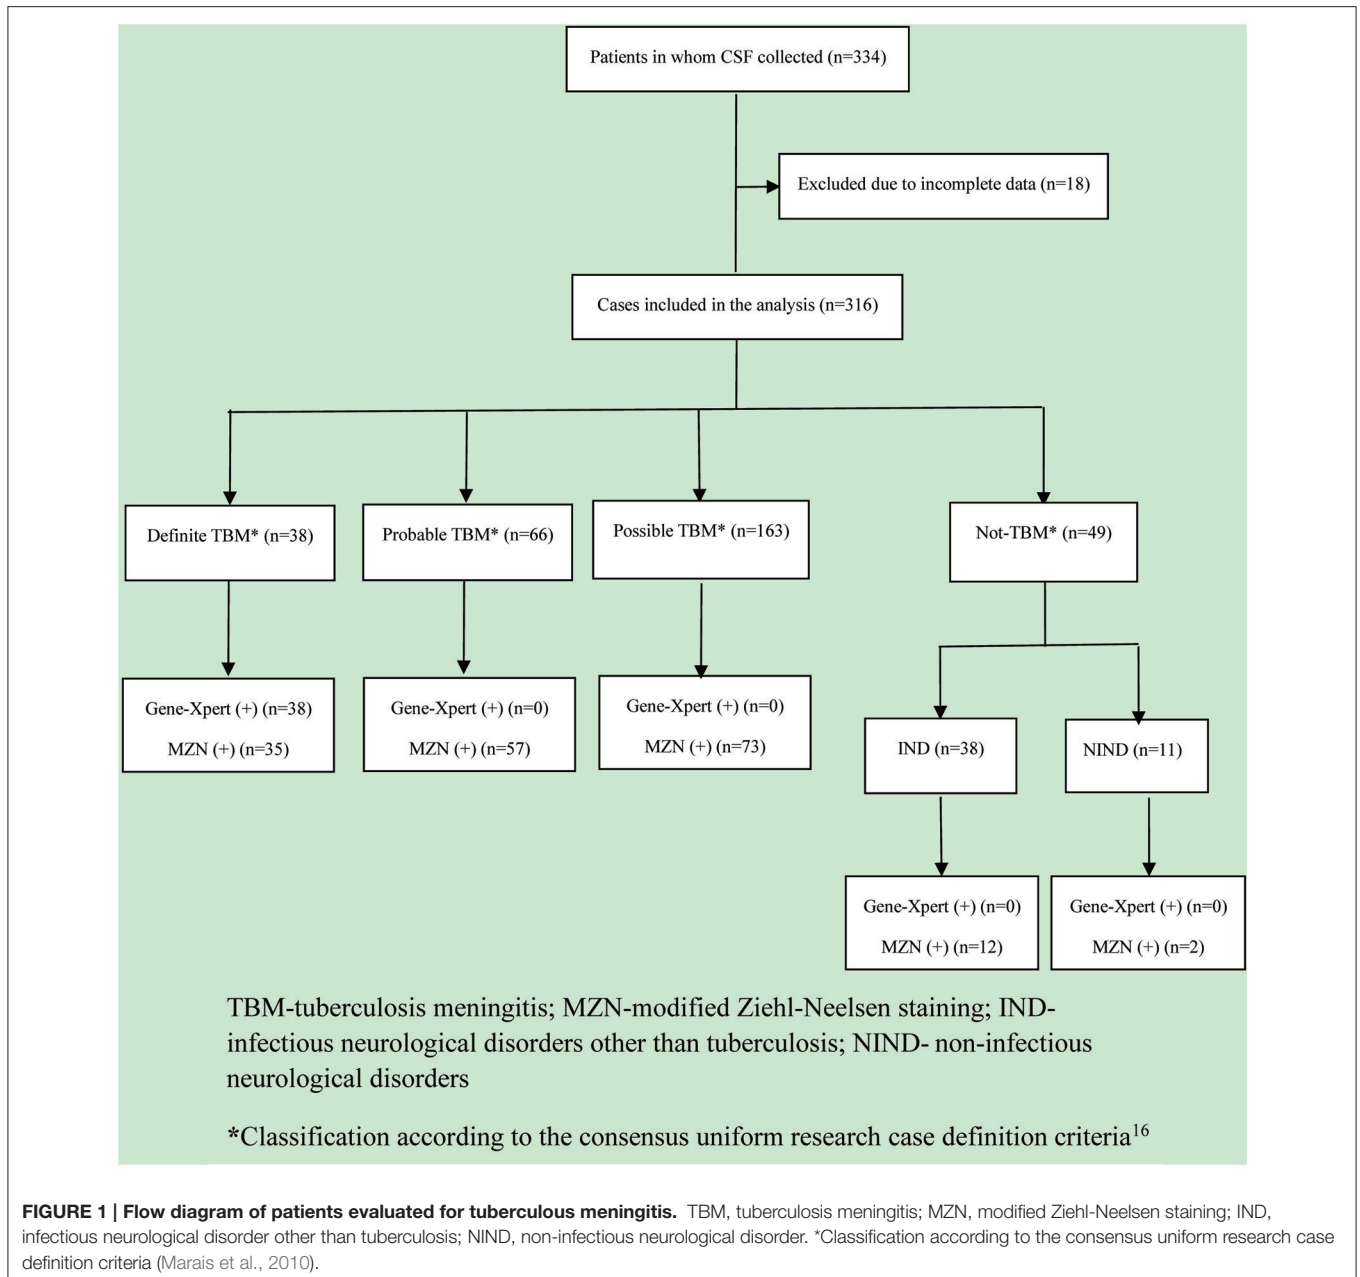 Patients in whom CSF collected (n=334)
Excluded due to incomplete data (n=18)
Cases included in the analysis (n=316)
Definite TBM* (n=38)
Probable TBM* (n=66)
Possible TBM* (n=163)
Not-TBM* (n=49)
Gene-Xpert (+) (n=38)
MZN (+) (n=35)
Gene-Xpert (+) (n=0)
MZN (+) (n=57)
Gene-Xpert (+) (n=0)
MZN (+) (n=73)
IND (n=38)
NIND (n=11)
Gene-Xpert (+) (n=0)
MZN (+) (n=12)
Gene-Xpert (+) (n=0)
MZN (+) (n=2)
TBM-tuberculosis meningitis; MZN-modified Ziehl-Neelsen staining; IND-
infectious neurological disorders other than tuberculosis; NIND- non-infectious
neurological disorders
*Classification according to the consensus uniform research case definition criteria¹⁶
FIGURE 1 | Flow diagram of patients evaluated for tuberculous meningitis. TBM, tuberculosis meningitis; MZN, modified Ziehl-Neelsen staining; IND,
infectious neurological disorder other than tuberculosis; NIND, non-infectious neurological disorder. *Classification according to the consensus uniform research case
definition criteria (Marais et al., 2010).